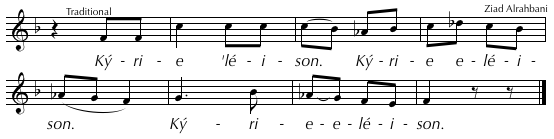 Traditional Ziad Alrahbani
Ký - ri - e 'lé - i - son. Ký - ri - e e - lé - i -
son. Ký - ri - e - e - lé - i - son.